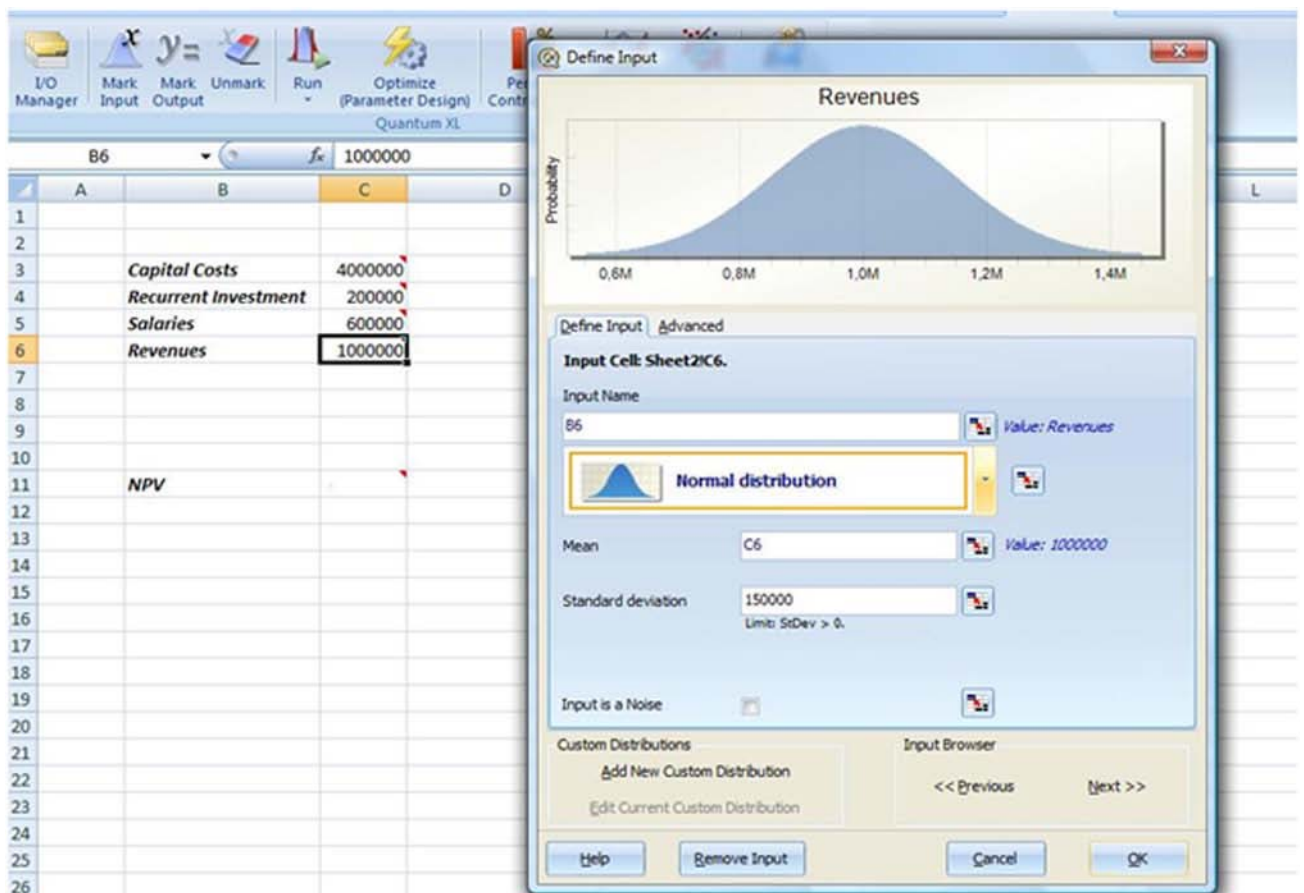 I/O Manager
Mark Input
Mark Output
Unmark
Run
Optimize (Parameter Design)
Quantum XL
B6
fx 1000000
A B C D L
1
2
3 Capital Costs 4000000
4 Recurrent Investment 200000
5 Salaries 600000
6 Revenues 1000000
7
8
9
10
11 NPV
12
13
14
15
16
17
18
19
20
21
22
23
24
25
26
Define Input
Revenues
Probability
0,6M 0,8M 1,0M 1,2M 1,4M
Define Input Advanced
Input Cell: Sheet2!C6.
Input Name
B6 Value: Revenues
Normal distribution
Mean C6 Value: 1000000
Standard deviation 150000
Limit: StDev > 0.
Input is a Noise
Custom Distributions
Add New Custom Distribution
Edit Current Custom Distribution
Input Browser
<< Previous Next >>
Help Remove Input Cancel OK